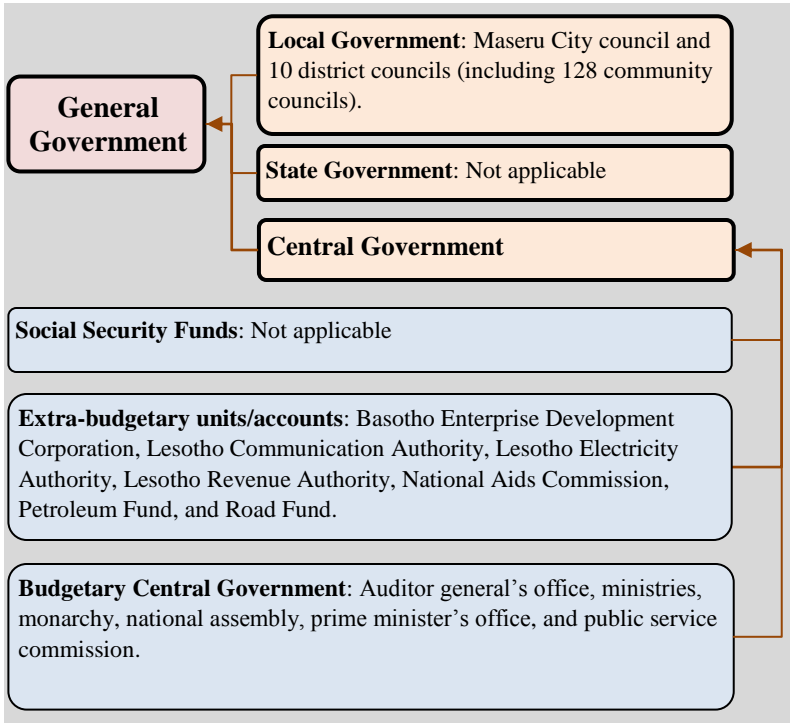 General
Government
Local Government: Maseru City council and
10 district councils (including 128 community
councils).
State Government: Not applicable
Central Government
Social Security Funds: Not applicable
Extra-budgetary units/accounts: Basotho Enterprise Development
Corporation, Lesotho Communication Authority, Lesotho Electricity
Authority, Lesotho Revenue Authority, National Aids Commission,
Petroleum Fund, and Road Fund.
Budgetary Central Government: Auditor general’s office, ministries,
monarchy, national assembly, prime minister’s office, and public service
commission.